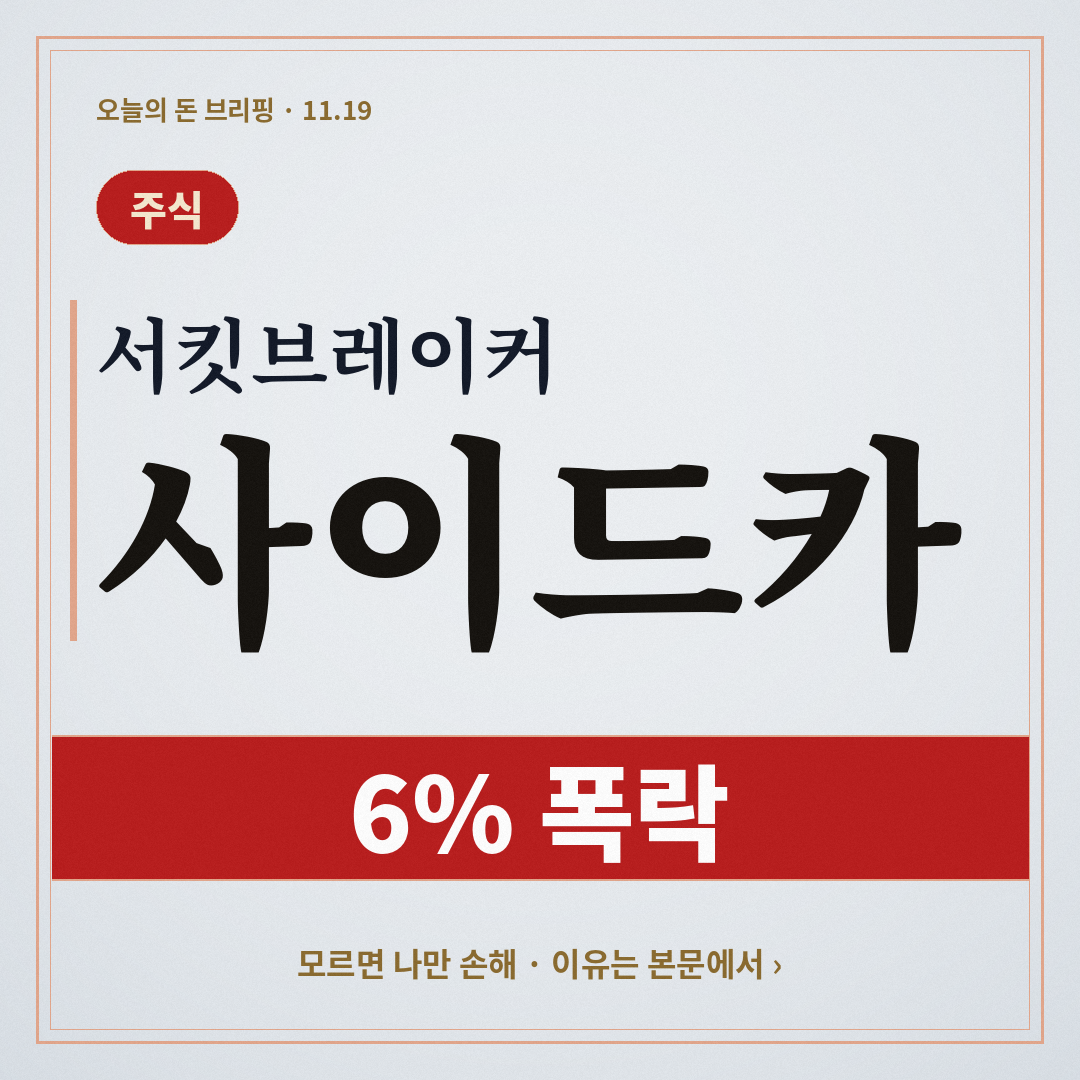 오늘의 돈 브리핑 · 11.19
주식
서킷브레이커
사이드카
6% 폭락
모르면 나만 손해 · 이유는 본문에서 ›